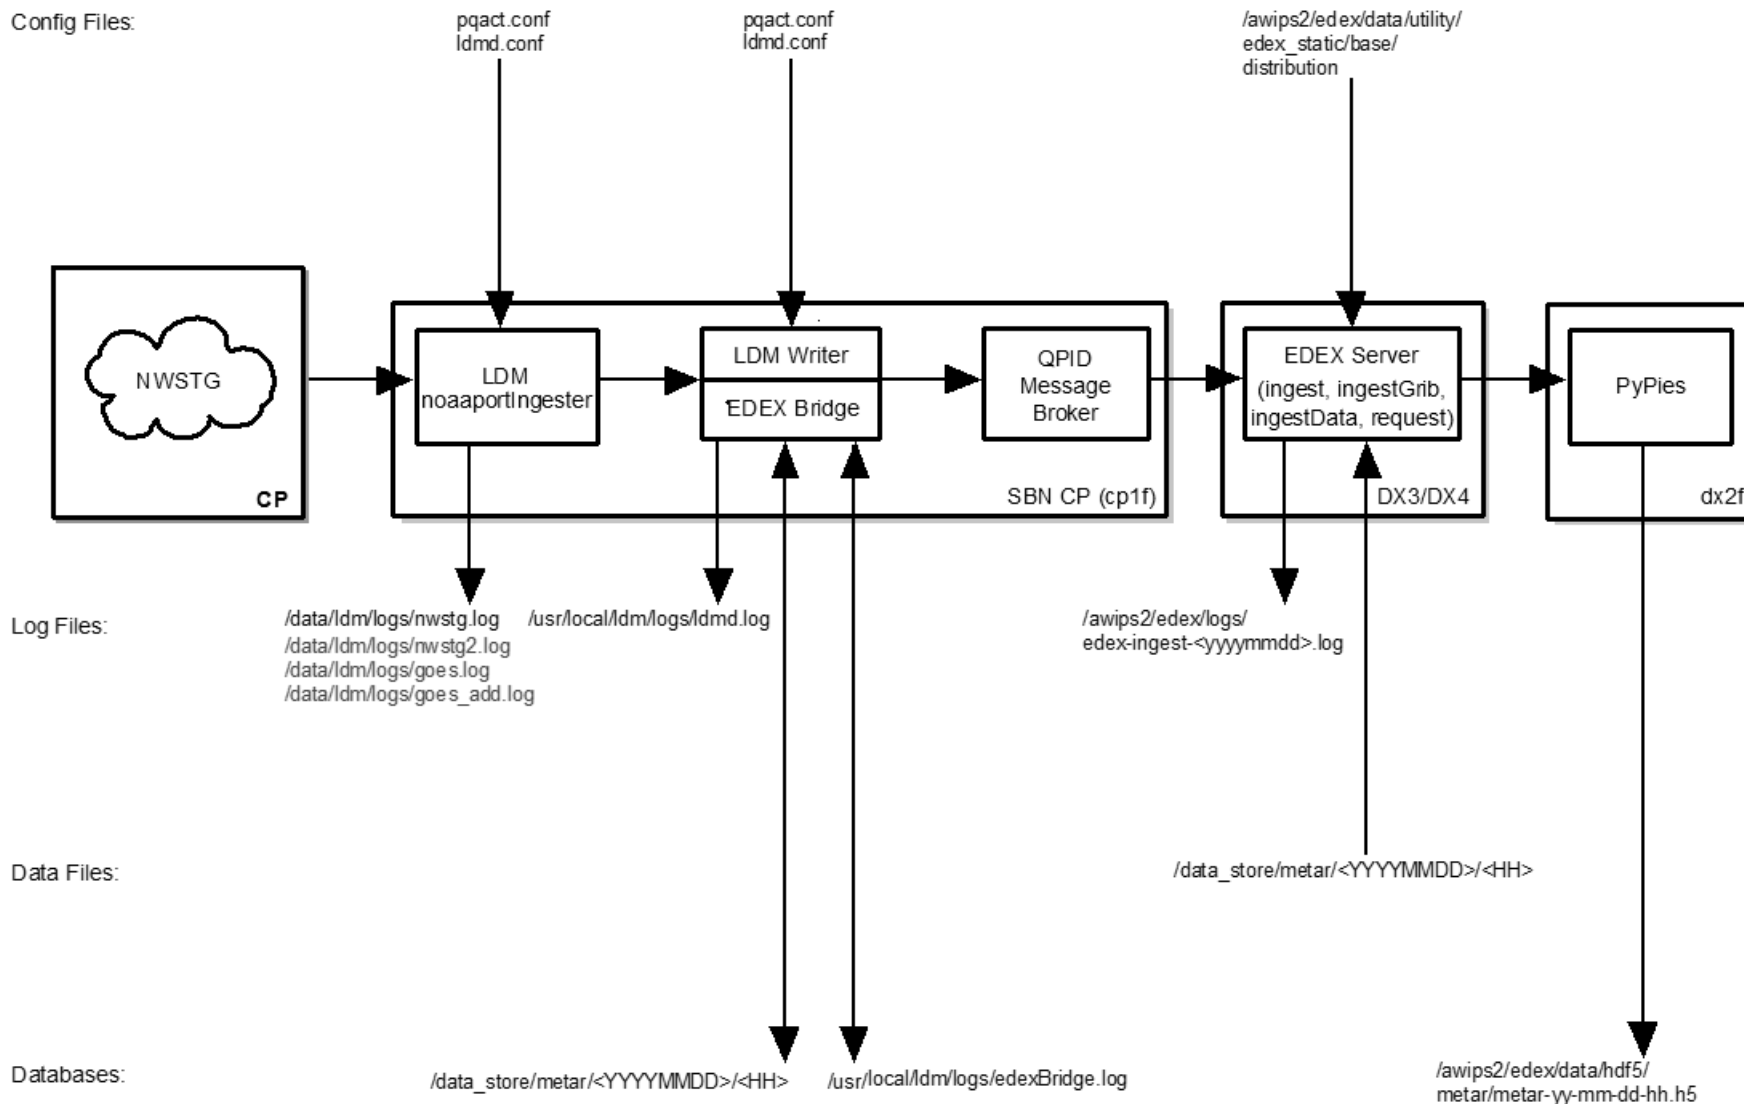 Config Files:
pqact.conf
ldmd.conf
pqact.conf
ldmd.conf
/awips2/edex/data/utility/
edex_static/base/
distribution
NWSTG
CP
LDM
noaaportIngester
LDM Writer
EDEX Bridge
QPID
Message
Broker
SBN CP (cp1f)
EDEX Server
(ingest, ingestGrib,
ingestData, request)
DX3/DX4
PyPies
dx2f
Log Files:
/data/ldm/logs/nwstg.log
/data/ldm/logs/nwstg2.log
/data/ldm/logs/goes.log
/data/ldm/logs/goes_add.log
/usr/local/ldm/logs/ldmd.log
/awips2/edex/logs/
edex-ingest-<yyyymmdd>.log
Data Files:
/data_store/metar/<YYYYMMDD>/<HH>
Databases:
/data_store/metar/<YYYYMMDD>/<HH>
/usr/local/ldm/logs/edexBridge.log
/awips2/edex/data/hdf5/
metar/metar-yy-mm-dd-hh.h5